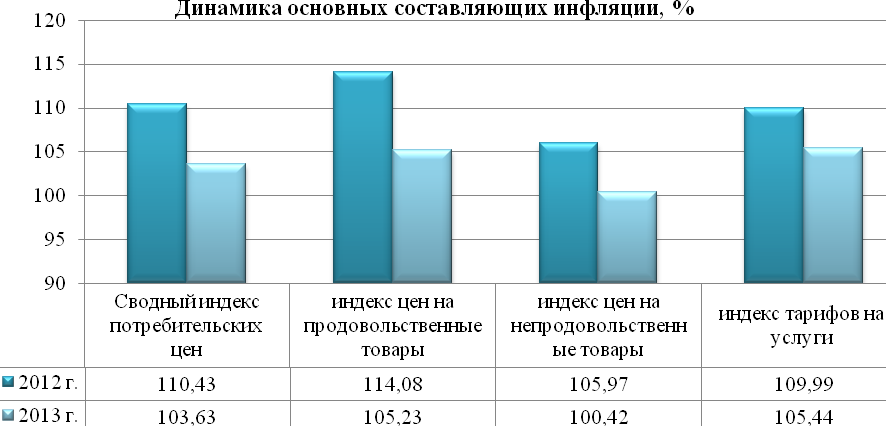 Динамика основных составляющих инфляции, %
120
115
110
105
100
95
90
Сводный индекс
потребительских
цен
индекс цен на
продовольственные
товары
индекс цен на
непродовольственн
ые товары
индекс тарифов на
услуги
2012 г. 110,43 114,08 105,97 109,99
2013 г. 103,63 105,23 100,42 105,44